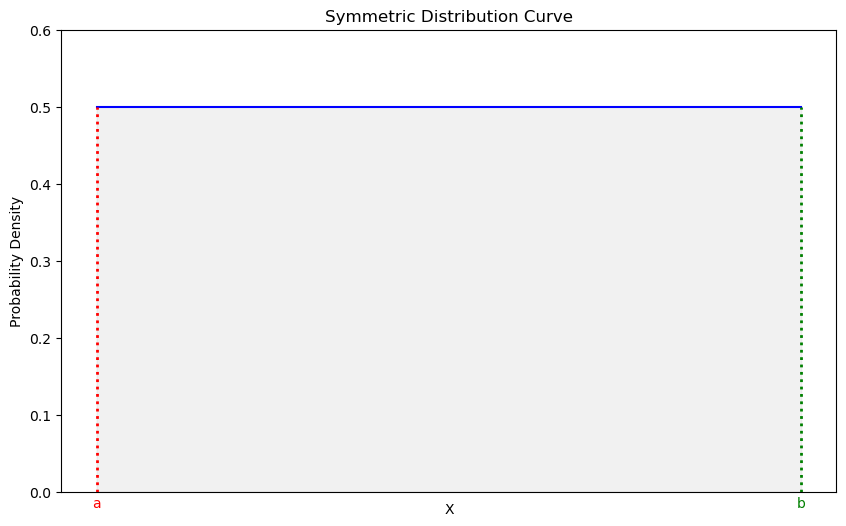 Symmetric Distribution Curve
0.6
0.5
0.4
0.3
0.2
0.1
0.0
Probability Density
a
X
b